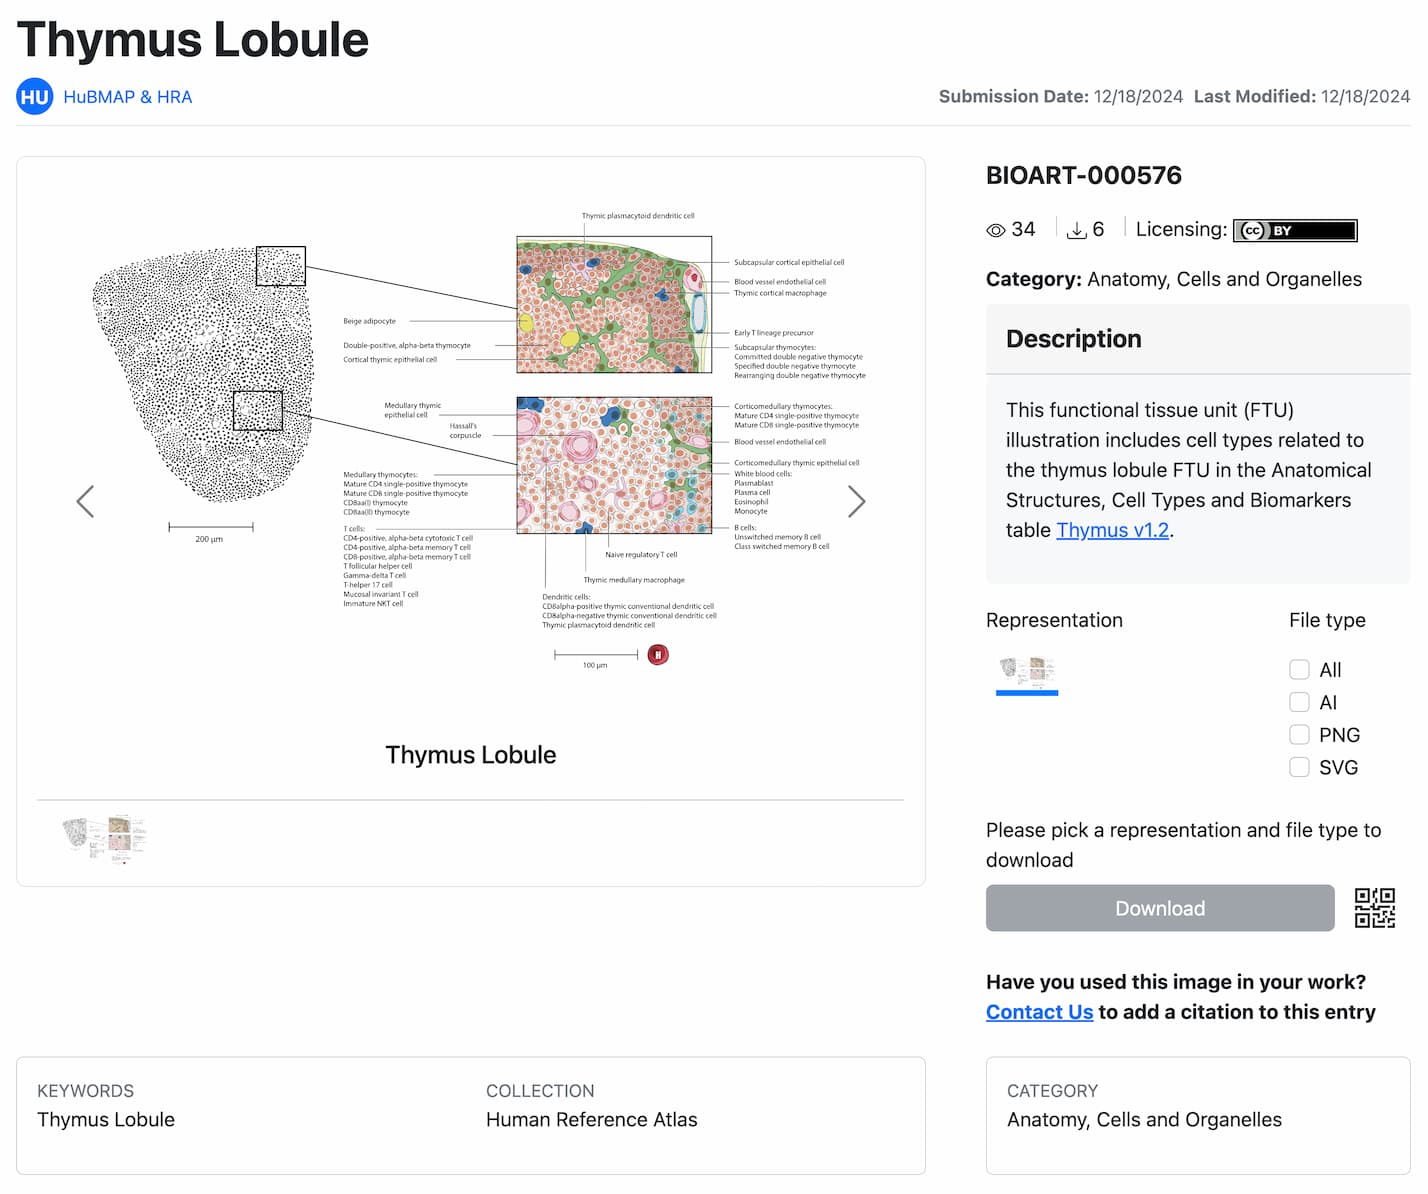 Thymus Lobule
HU HuBMAP & HRA
Submission Date: 12/18/2024 Last Modified: 12/18/2024
Thymic plasmacytoid dendritic cell
Subcapsular cortical epithelial cell
Blood vessel endothelial cell
Thymic cortical macrophage
Beige adipocyte
Early T lineage precursor
Double-positive, alpha-beta thymocyte
Cortical thymic epithelial cell
Subcapsular thymocytes:
Committed double negative thymocyte
Specified double negative thymocyte
Rearranging double negative thymocyte
Medullary thymic
epithelial cell
Hassall's
corpuscle
Corticomedullary thymocytes:
Mature CD4 single-positive thymocyte
Mature CD8 single-positive thymocyte
Blood vessel endothelial cell
Corticomedullary thymic epithelial cell
White blood cells:
Plasmablast
Plasma cell
Eosinophil
Monocyte
B cells:
Unswitched memory B cell
Class switched memory B cell
Medullary thymocytes:
Mature CD4 single-positive thymocyte
Mature CD8 single-positive thymocyte
CD8aa(I) thymocyte
CD8aa(II) thymocyte
T cells:
CD4-positive, alpha-beta cytotoxic T cell
CD4-positive, alpha-beta memory T cell
CD8-positive, alpha-beta memory T cell
T follicular helper cell
Gamma-delta T cell
T-helper 17 cell
Mucosal invariant T cell
Immature NKT cell
Naive regulatory T cell
Thymic medullary macrophage
Dendritic cells:
CD8alpha-positive thymic conventional dendritic cell
CD8alpha-negative thymic conventional dendritic cell
Thymic plasmacytoid dendritic cell
200 µm
100 µm
Thymus Lobule
BIOART-000576
34 6 Licensing: cc BY
Category: Anatomy, Cells and Organelles
Description
This functional tissue unit (FTU)
illustration includes cell types related to
the thymus lobule FTU in the Anatomical
Structures, Cell Types and Biomarkers
table Thymus v1.2.
Representation
File type
All
AI
PNG
SVG
Please pick a representation and file type to
download
Download
Have you used this image in your work?
Contact Us to add a citation to this entry
KEYWORDS
Thymus Lobule
COLLECTION
Human Reference Atlas
CATEGORY
Anatomy, Cells and Organelles